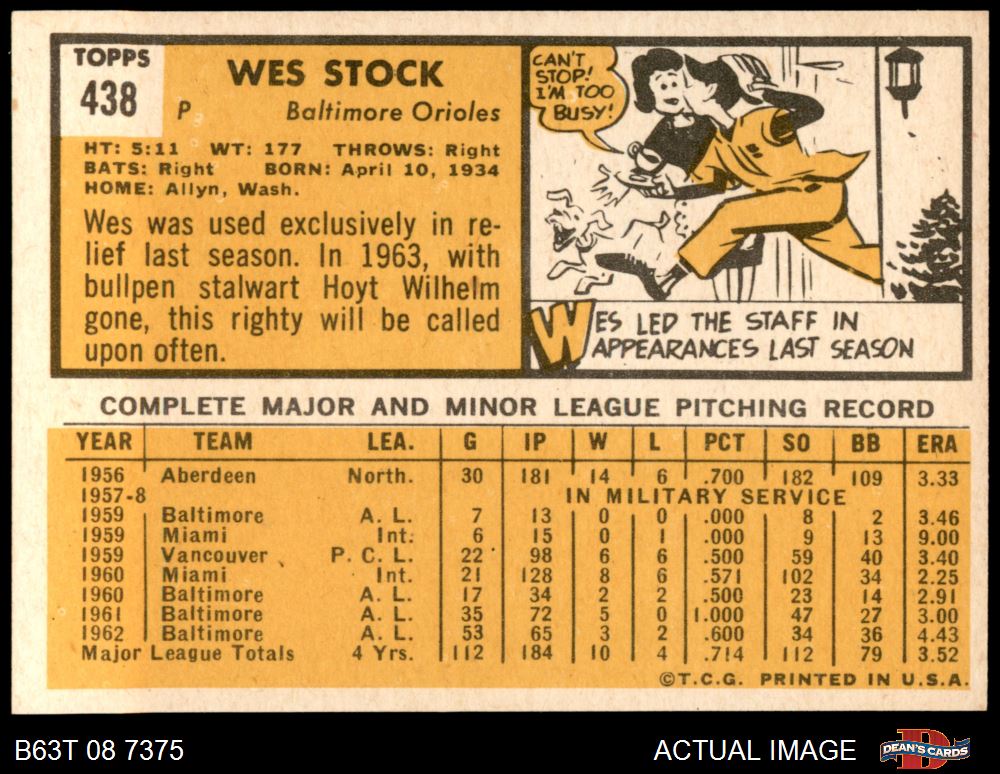 TOPPS
438
WES STOCK
P Baltimore Orioles
HT: 5:11 WT: 177 THROWS: Right
BATS: Right BORN: April 10, 1934
HOME: Allyn, Wash.
Wes was used exclusively in re-
lief last season. In 1963, with
bullpen stalwart Hoyt Wilhelm
gone, this righty will be called
upon often.
CAN'T
STOP!
I'M TOO
BUSY!
WES LED THE STAFF IN
APPEARANCES LAST SEASON
COMPLETE MAJOR AND MINOR LEAGUE PITCHING RECORD
YEAR TEAM LEA. G IP W L PCT SO BB ERA
1956 Aberdeen North. 30 181 14 6 .700 182 109 3.33
1957-8 IN MILITARY SERVICE
1959 Baltimore A. L. 7 13 0 0 .000 8 2 3.46
1959 Miami Int. 6 15 0 1 .000 9 13 9.00
1959 Vancouver P. C. L. 22 98 6 6 .500 59 40 3.40
1960 Miami Int. 21 128 8 6 .571 102 34 2.25
1960 Baltimore A. L. 17 34 2 2 .500 23 14 2.91
1961 Baltimore A. L. 35 72 5 0 1.000 47 27 3.00
1962 Baltimore A. L. 53 65 3 2 .600 34 36 4.43
Major League Totals 4 Yrs. 112 184 10 4 .714 112 79 3.52
©T.C.G. PRINTED IN U.S.A.
B63T 08 7375
ACTUAL IMAGE
D
DEAN'S CARDS